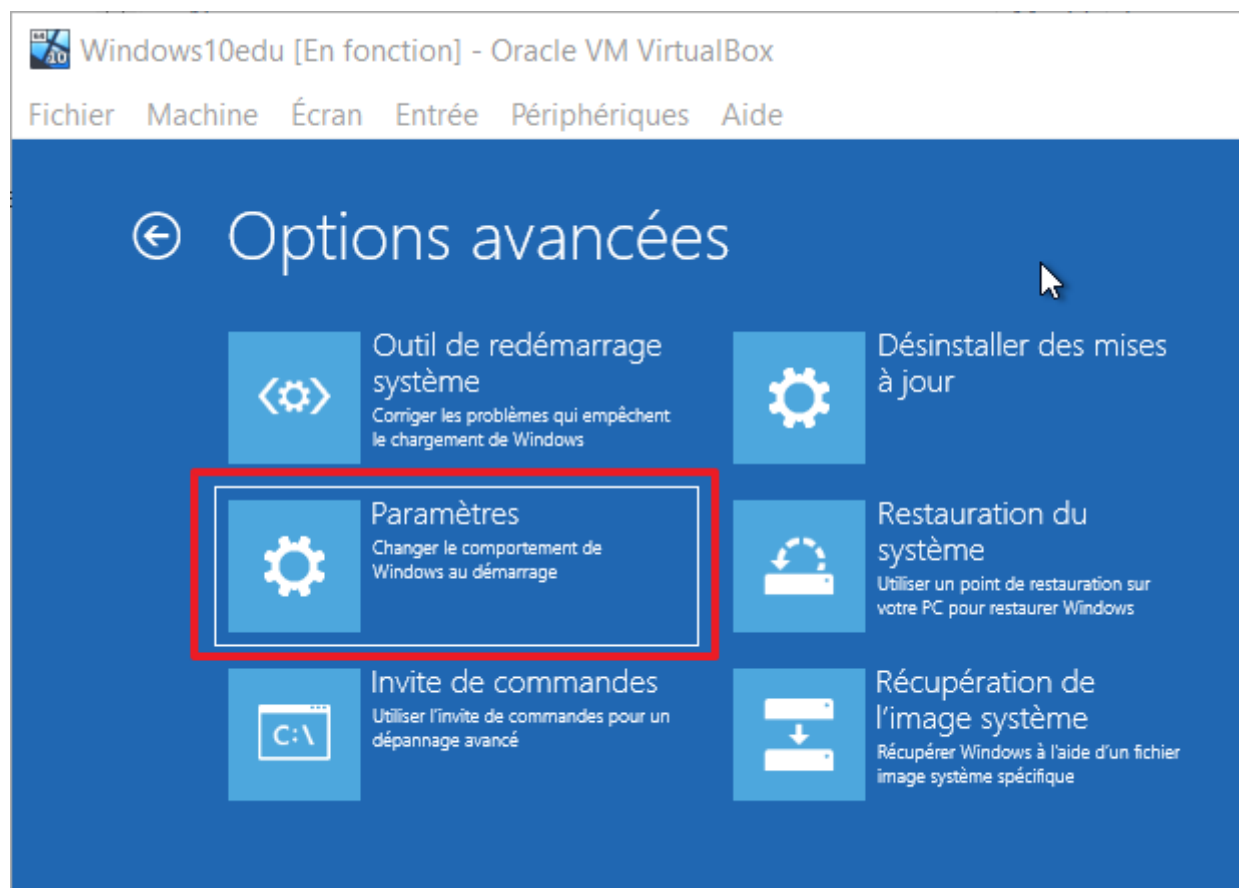 Windows10edu [En fonction] - Oracle VM VirtualBox
Fichier Machine Écran Entrée Périphériques Aide
Options avancées
Outil de redémarrage
système
Corriger les problèmes qui empêchent
le chargement de Windows
Désinstaller des mises
à jour
Paramètres
Changer le comportement de
Windows au démarrage
Restauration du
système
Utiliser un point de restauration sur
votre PC pour restaurer Windows
Invite de commandes
Utiliser l'invite de commandes pour un
dépannage avancé
C:\
Récupération de
l'image système
Récupérer Windows à l'aide d'un fichier
image système spécifique